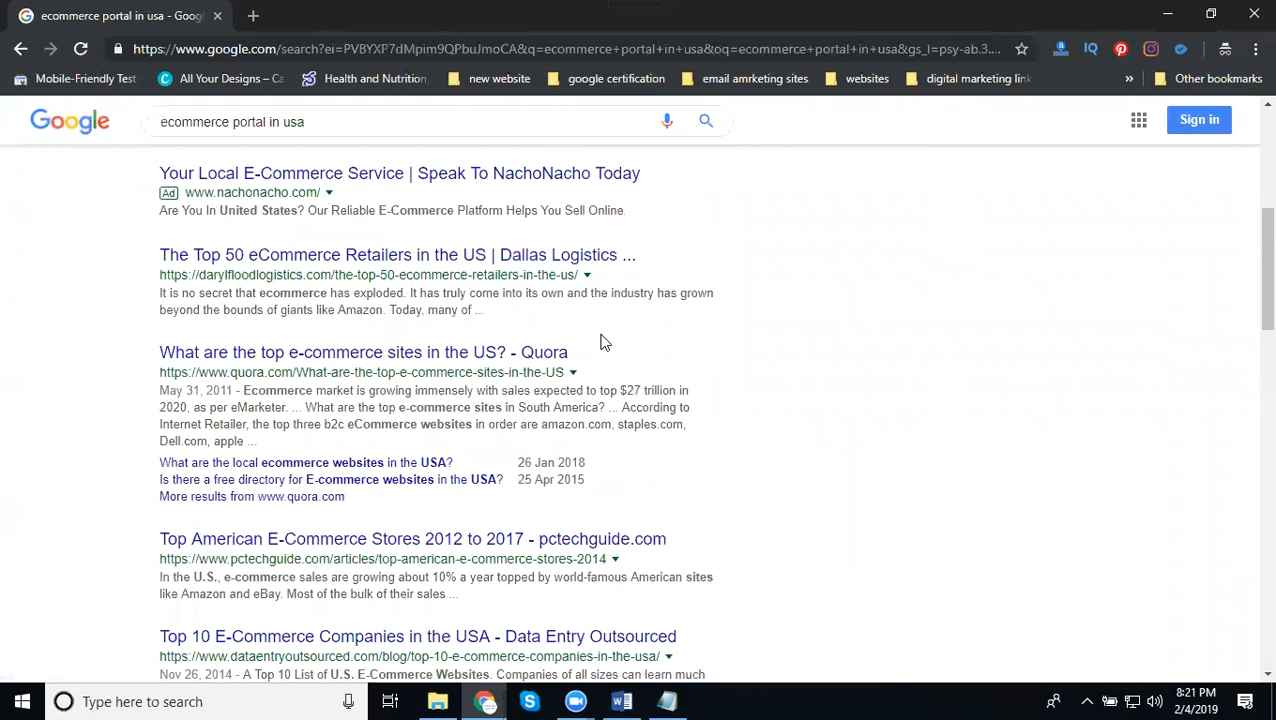 ecommerce portal in usa - Goog
https://www.google.com/search?ei=PVBYXP7dMpim9QPbuJmoCA&q=ecommerce+portal+in+usa&oq=ecommerce+portal+in+usa&gs_l=psy-ab.3....
Mobile-Friendly Test
All Your Designs – Ca
Health and Nutrition,
new website
google certification
email amrketing sites
websites
digital marketing link
»
Other bookmarks
Google
ecommerce portal in usa
Sign in
Your Local E-Commerce Service | Speak To NachoNacho Today
Ad www.nachonacho.com/
Are You In United States? Our Reliable E-Commerce Platform Helps You Sell Online.
The Top 50 eCommerce Retailers in the US | Dallas Logistics ...
https://darylfloodlogistics.com/the-top-50-ecommerce-retailers-in-the-us/
It is no secret that ecommerce has exploded. It has truly come into its own and the industry has grown
beyond the bounds of giants like Amazon. Today, many of ...
What are the top e-commerce sites in the US? - Quora
https://www.quora.com/What-are-the-top-e-commerce-sites-in-the-US
May 31, 2011 - Ecommerce market is growing immensely with sales expected to top $27 trillion in
2020, as per eMarketer. ... What are the top e-commerce sites in South America? ... According to
Internet Retailer, the top three b2c eCommerce websites in order are amazon.com, staples.com,
Dell.com, apple ...
What are the local ecommerce websites in the USA? 26 Jan 2018
Is there a free directory for E-commerce websites in the USA? 25 Apr 2015
More results from www.quora.com
Top American E-Commerce Stores 2012 to 2017 - pctechguide.com
https://www.pctechguide.com/articles/top-american-e-commerce-stores-2014
In the U.S., e-commerce sales are growing about 10% a year topped by world-famous American sites
like Amazon and eBay. Most of the bulk of their sales ...
Top 10 E-Commerce Companies in the USA - Data Entry Outsourced
https://www.dataentryoutsourced.com/blog/top-10-e-commerce-companies-in-the-usa/
Nov 26, 2014 - A Top 10 List of U.S. E-Commerce Websites. Companies of all sizes can learn much
Type here to search
8:21 PM
2/4/2019